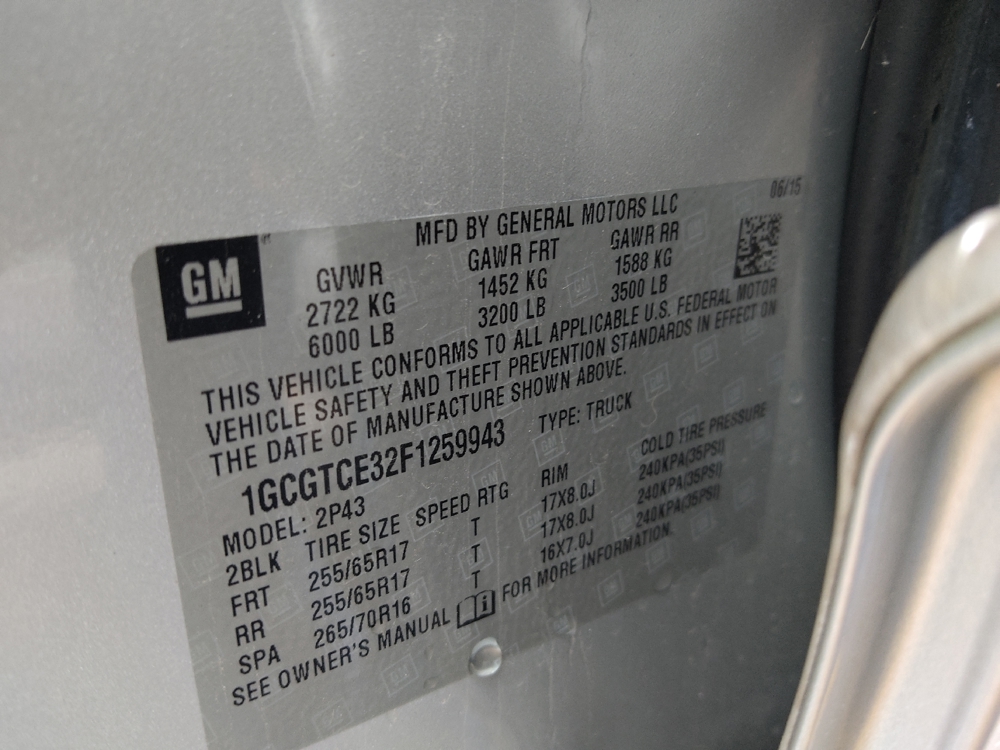 06/15
MFD BY GENERAL MOTORS LLC
GM
GVWR GAWR FRT GAWR RR
2722 KG 1452 KG 1588 KG
6000 LB 3200 LB 3500 LB
THIS VEHICLE CONFORMS TO ALL APPLICABLE U.S. FEDERAL MOTOR
VEHICLE SAFETY AND THEFT PREVENTION STANDARDS IN EFFECT ON
THE DATE OF MANUFACTURE SHOWN ABOVE.
1GCGTCE32F1259943 TYPE: TRUCK
MODEL: 2P43
2BLK TIRE SIZE SPEED RTG RIM COLD TIRE PRESSURE
FRT 255/65R17 T 17X8.0J 240KPA(35PSI)
RR 255/65R17 T 17X8.0J 240KPA(35PSI)
SPA 265/70R16 T 16X7.0J 240KPA(35PSI)
SEE OWNER'S MANUAL i FOR MORE INFORMATION.